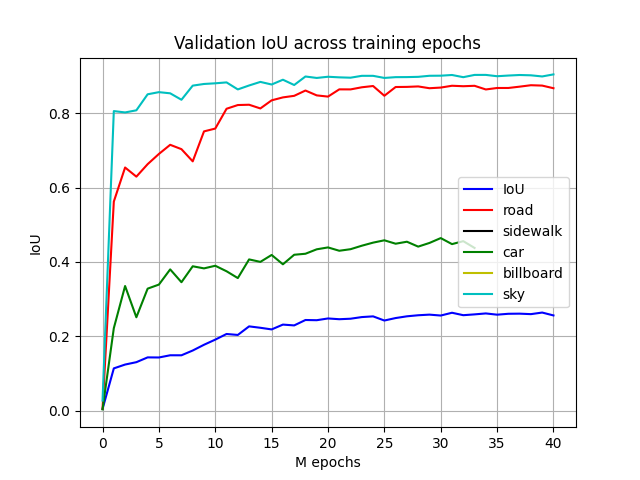 Validation IoU across training epochs
IoU
0.8
0.6
0.4
0.2
0.0
IoU
road
sidewalk
car
billboard
sky
0 5 10 15 20 25 30 35 40
M epochs